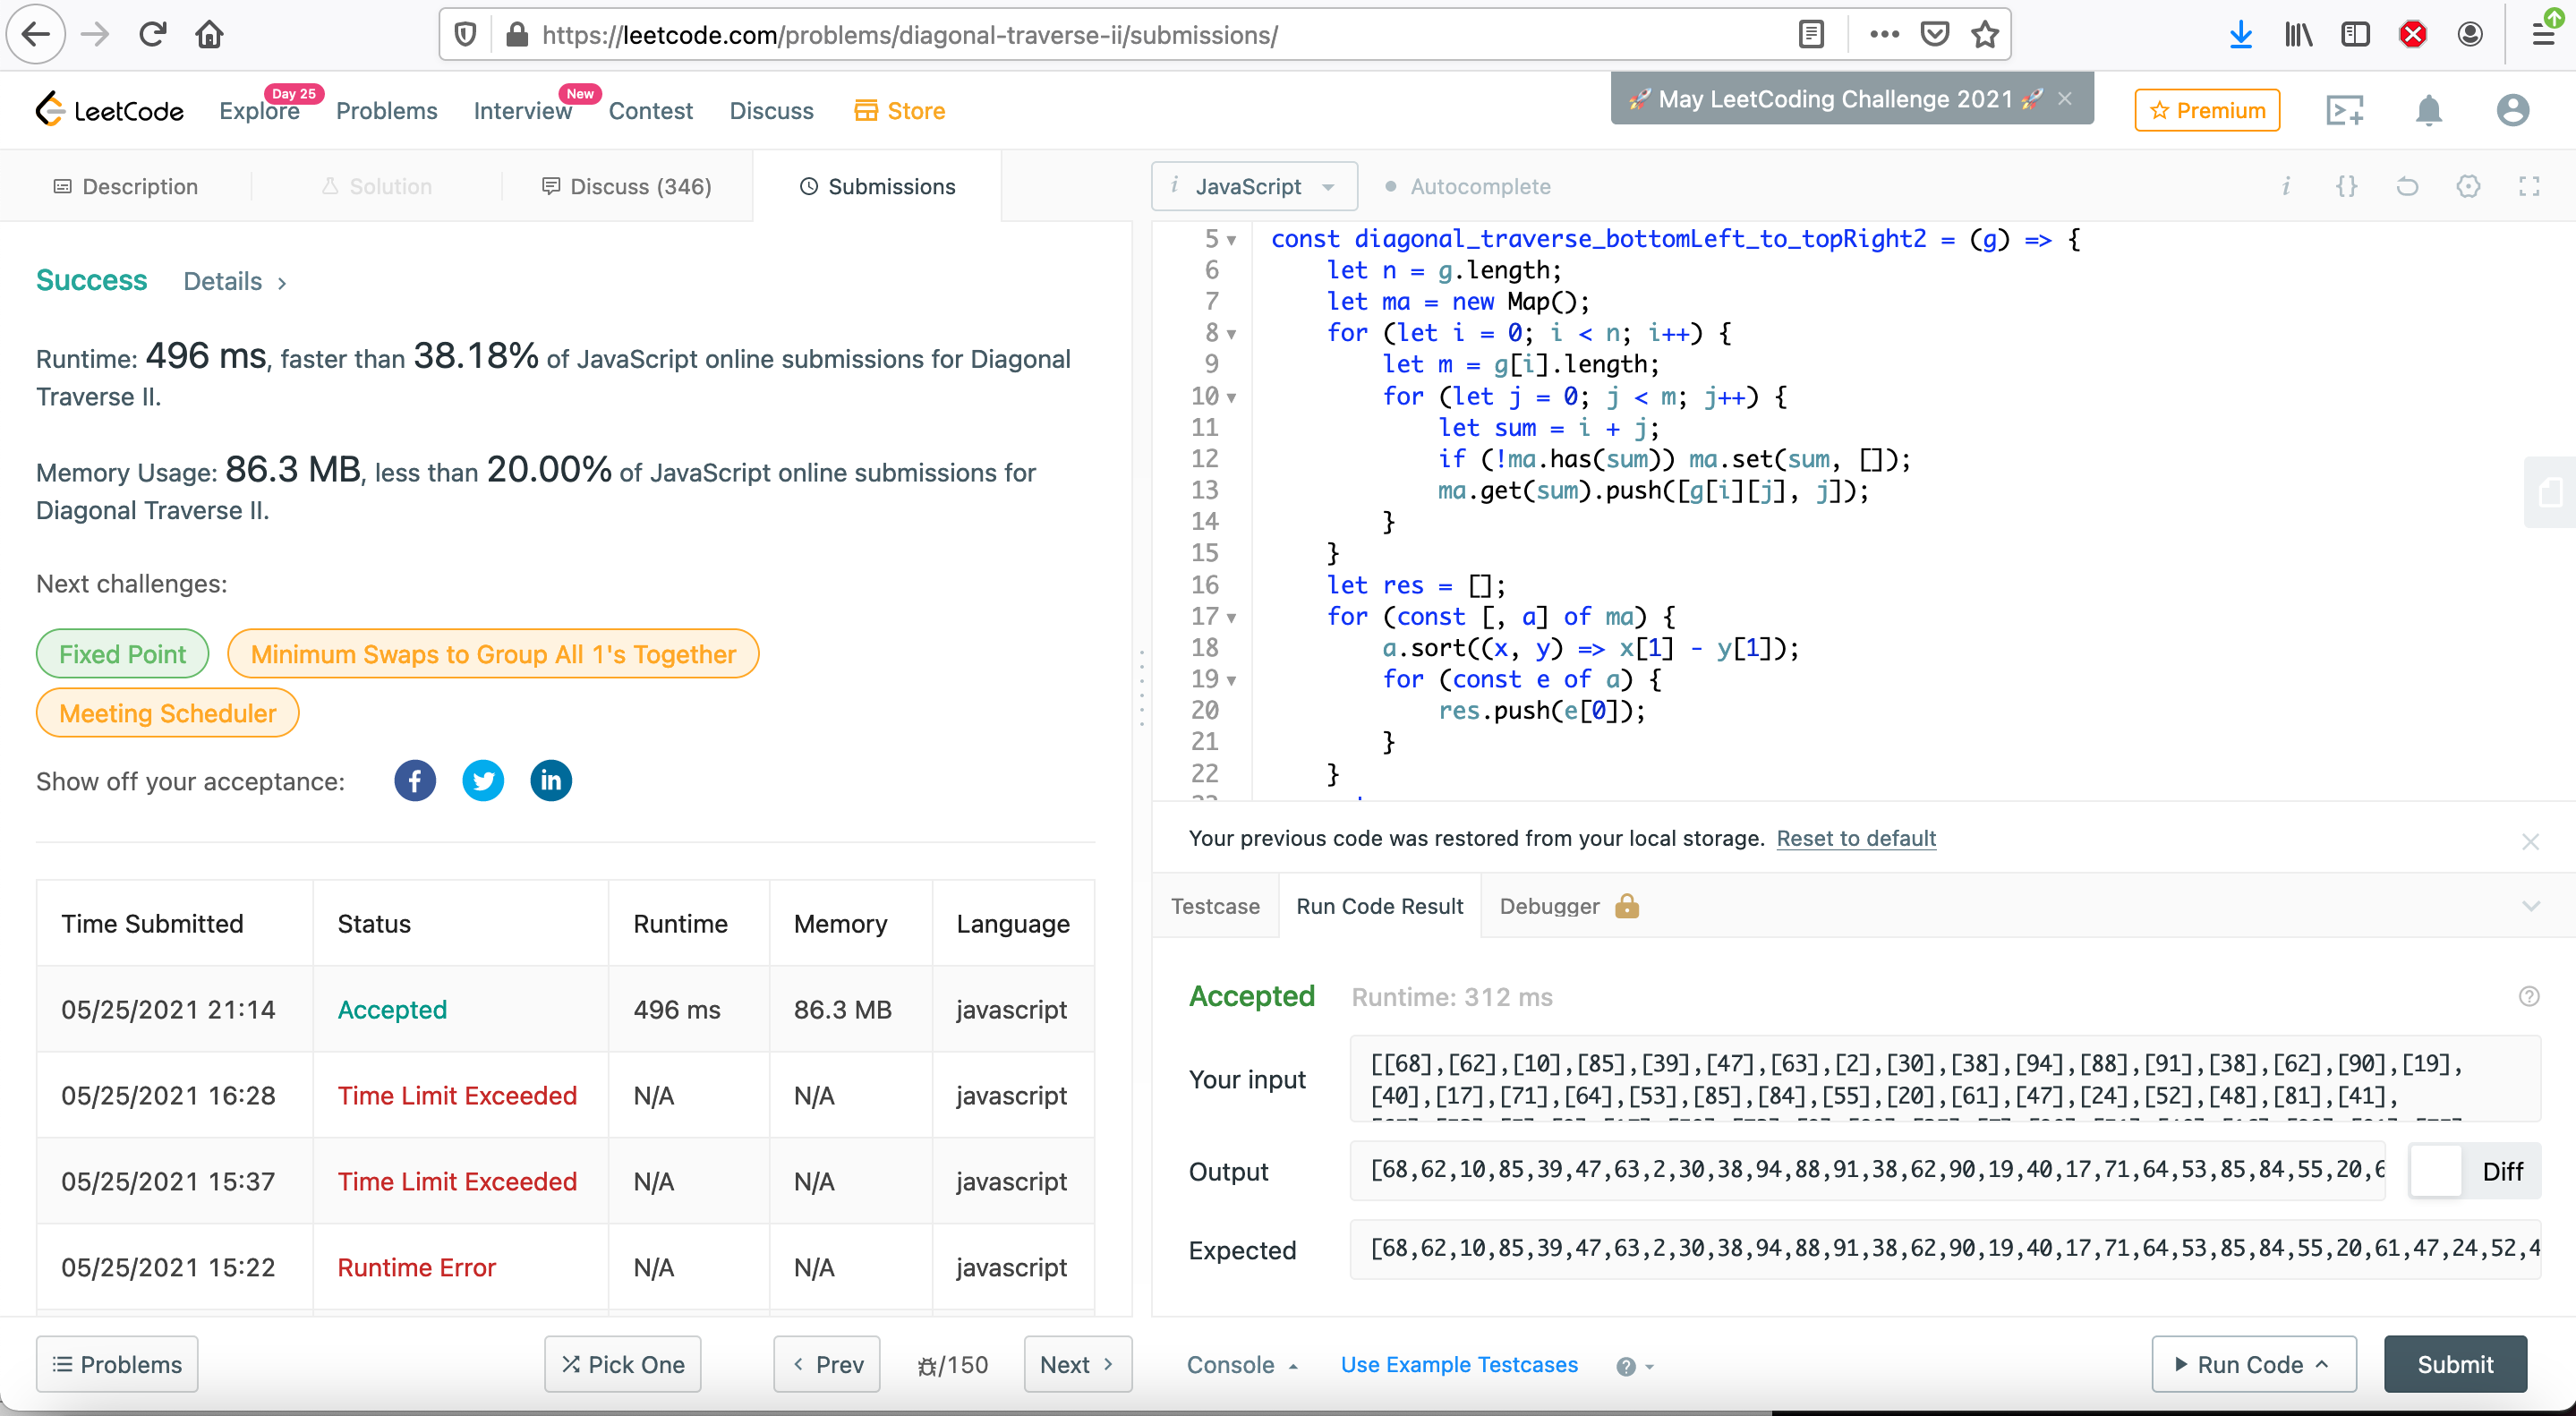 https://leetcode.com/problems/diagonal-traverse-ii/submissions/
LeetCode
Explore
Day 25
Problems
Interview
New
Contest
Discuss
Store
🚀 May LeetCoding Challenge 2021 🚀 ×
Premium
Description
Solution
Discuss (346)
Submissions
Success Details >
Runtime: 496 ms, faster than 38.18% of JavaScript online submissions for Diagonal
Traverse II.
Memory Usage: 86.3 MB, less than 20.00% of JavaScript online submissions for
Diagonal Traverse II.
Next challenges:
Fixed Point
Minimum Swaps to Group All 1's Together
Meeting Scheduler
Show off your acceptance:
Time Submitted Status Runtime Memory Language
05/25/2021 21:14 Accepted 496 ms 86.3 MB javascript
05/25/2021 16:28 Time Limit Exceeded N/A N/A javascript
05/25/2021 15:37 Time Limit Exceeded N/A N/A javascript
05/25/2021 15:22 Runtime Error N/A N/A javascript
Problems
Pick One
< Prev
/150
Next >
i JavaScript
Autocomplete
5 const diagonal_traverse_bottomLeft_to_topRight2 = (g) => {
6 let n = g.length;
7 let ma = new Map();
8 for (let i = 0; i < n; i++) {
9 let m = g[i].length;
10 for (let j = 0; j < m; j++) {
11 let sum = i + j;
12 if (!ma.has(sum)) ma.set(sum, []);
13 ma.get(sum).push([g[i][j], j]);
14 }
15 }
16 let res = [];
17 for (const [, a] of ma) {
18 a.sort((x, y) => x[1] - y[1]);
19 for (const e of a) {
20 res.push(e[0]);
21 }
22 }
Your previous code was restored from your local storage. Reset to default
Testcase
Run Code Result
Debugger
Accepted Runtime: 312 ms
Your input
[[68],[62],[10],[85],[39],[47],[63],[2],[30],[38],[94],[88],[91],[38],[62],[90],[19],
[40],[17],[71],[64],[53],[85],[84],[55],[20],[61],[47],[24],[52],[48],[81],[41],
Output
[68,62,10,85,39,47,63,2,30,38,94,88,91,38,62,90,19,40,17,71,64,53,85,84,55,20,6
Diff
Expected
[68,62,10,85,39,47,63,2,30,38,94,88,91,38,62,90,19,40,17,71,64,53,85,84,55,20,61,47,24,52,4
Console
Use Example Testcases
Run Code
Submit